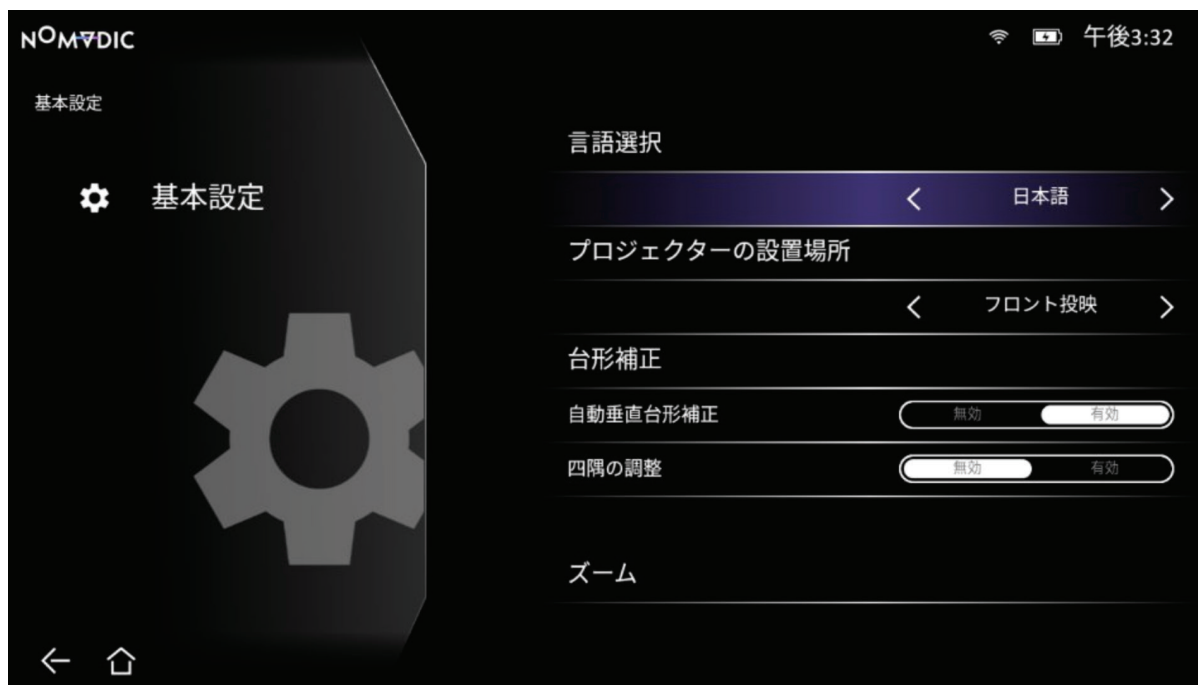 NOMADIC
午後3:32
基本設定
基本設定
言語選択
日本語
プロジェクターの設置場所
フロント投映
台形補正
自動垂直台形補正 無効 有効
四隅の調整 無効 有効
ズーム